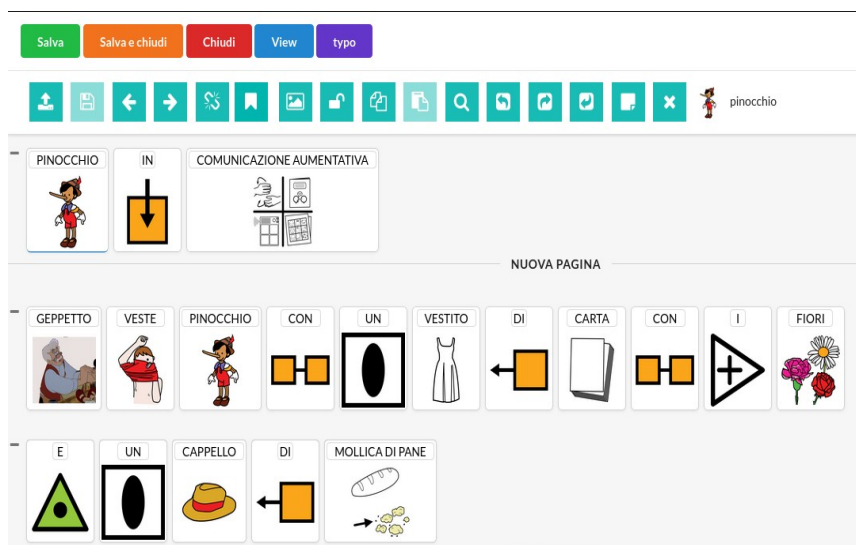 Salva Salva e chiudi Chiudi View typo
pinocchio
PINOCCHIO IN COMUNICAZIONE AUMENTATIVA
NUOVA PAGINA
GEPPETTO VESTE PINOCCHIO CON UN VESTITO DI CARTA CON I FIORI
E UN CAPPELLO DI MOLLICA DI PANE